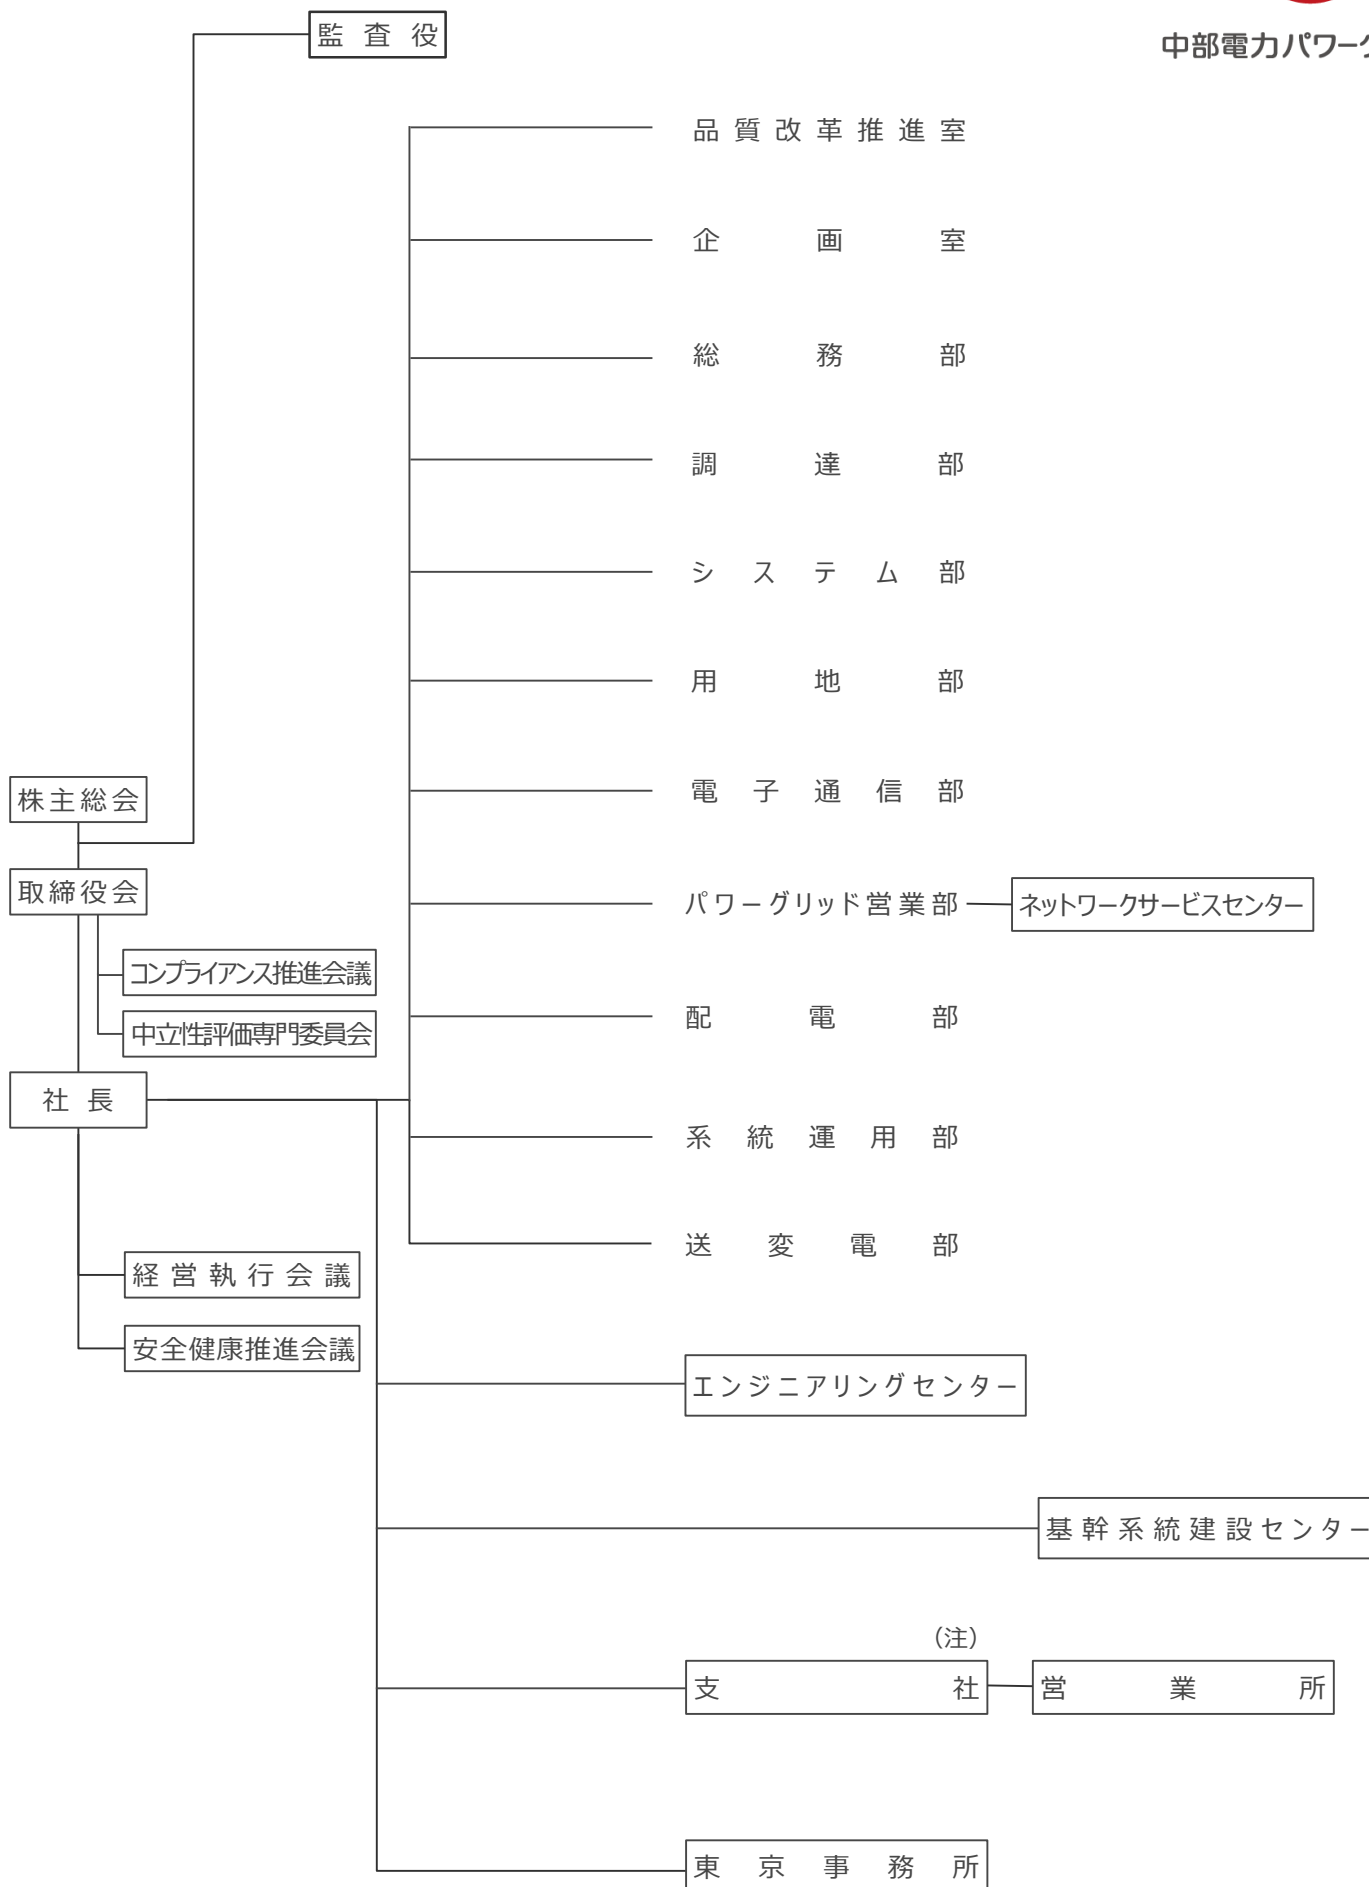 監査役
中部電力パワーグ
品質改革推進室
企画室
総務部
調達部
システム部
用地部
株主総会
電子通信部
取締役会
パワーグリッド営業部
ネットワークサービスセンター
コンプライアンス推進会議
中立性評価専門委員会
配電部
社長
系統運用部
送変電部
経営執行会議
安全健康推進会議
エンジニアリングセンター
基幹系統建設センター
(注)
支社
営業所
東京事務所